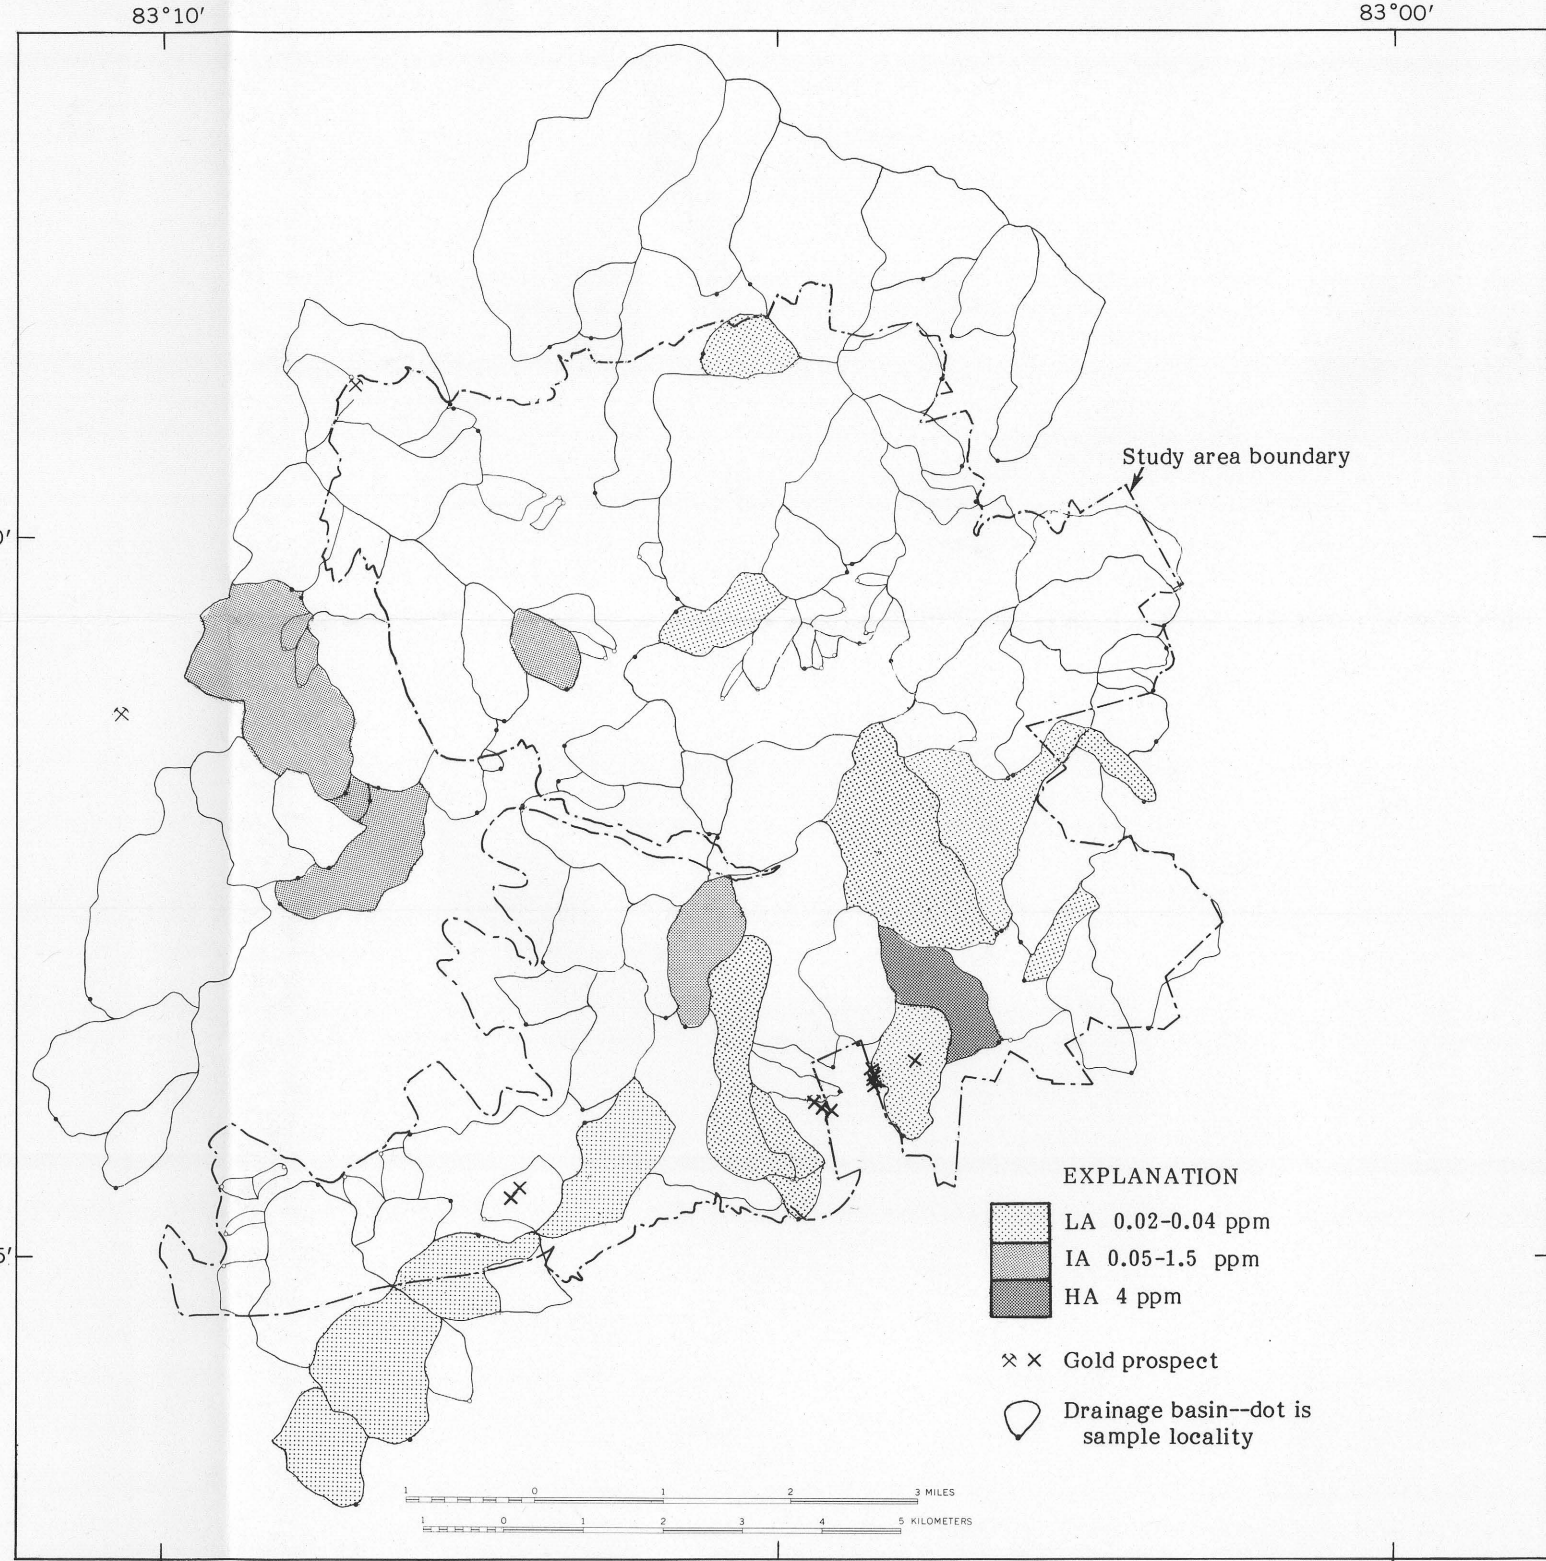 83°10′
83°00′
Study area boundary
0′
5′
EXPLANATION
LA 0.02-0.04 ppm
IA 0.05-1.5 ppm
HA 4 ppm
Gold prospect
Drainage basin--dot is
sample locality
1 0 1 2 3 MILES
1 0 1 2 3 4 5 KILOMETERS